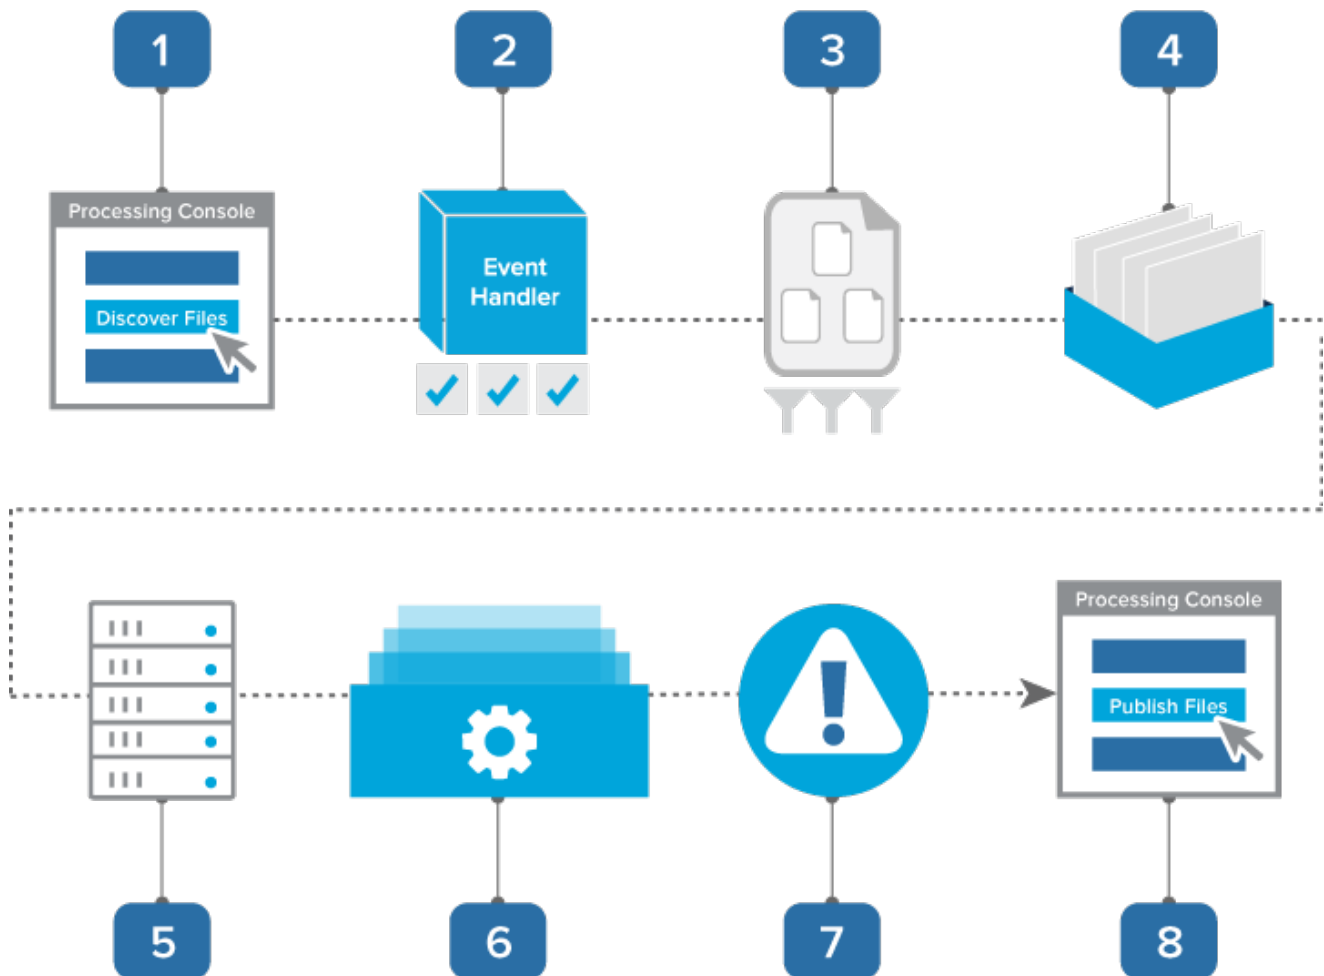 1
2
3
4
Processing Console
Discover Files
Event
Handler
Processing Console
Publish Files
5
6
7
8